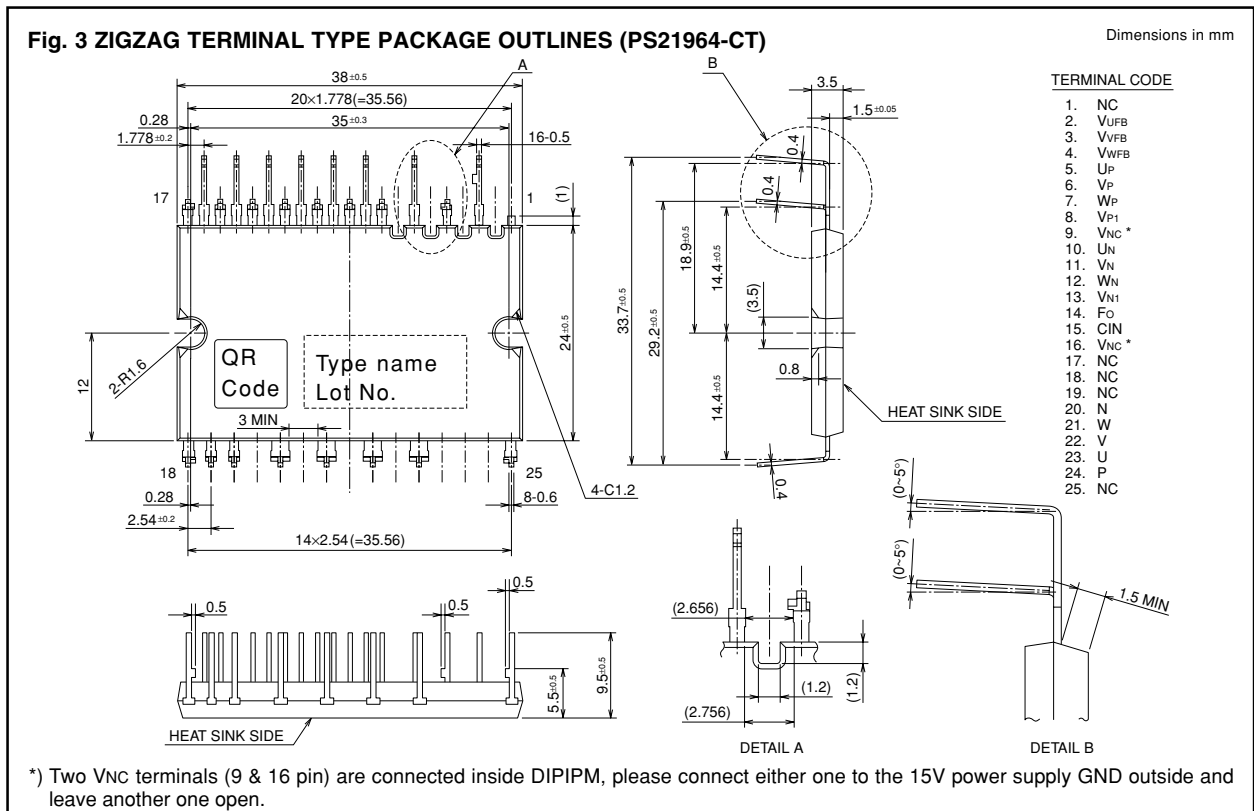 Fig. 3 ZIGZAG TERMINAL TYPE PACKAGE OUTLINES (PS21964-CT)
Dimensions in mm
A
38±0.5
20×1.778(=35.56)
0.28
35±0.3
1.778±0.2
16-0.5
17
1
(1)
QR
Code
Type name
Lot No.
3 MIN
2-R1.6
12
24±0.5
18
25
0.28
2.54±0.2
14×2.54(=35.56)
4-C1.2
8-0.6
B
3.5
1.5±0.05
0.4
0.4
33.7±0.5
29.2±0.5
18.9±0.5
14.4±0.5
14.4±0.5
(3.5)
0.8
HEAT SINK SIDE
0.4
TERMINAL CODE
1. NC
2. VUFB
3. VVFB
4. VWFB
5. UP
6. VP
7. WP
8. VP1
9. VNC *
10. UN
11. VN
12. WN
13. VN1
14. FO
15. CIN
16. VNC *
17. NC
18. NC
19. NC
20. N
21. W
22. V
23. U
24. P
25. NC
0.5
0.5
0.5
5.5±0.5
9.5±0.5
HEAT SINK SIDE
(2.656)
(1.2)
(1.2)
(2.756)
DETAIL A
(0~5°)
(0~5°)
1.5 MIN
DETAIL B
*) Two VNC terminals (9 & 16 pin) are connected inside DIPIPM, please connect either one to the 15V power supply GND outside and
leave another one open.